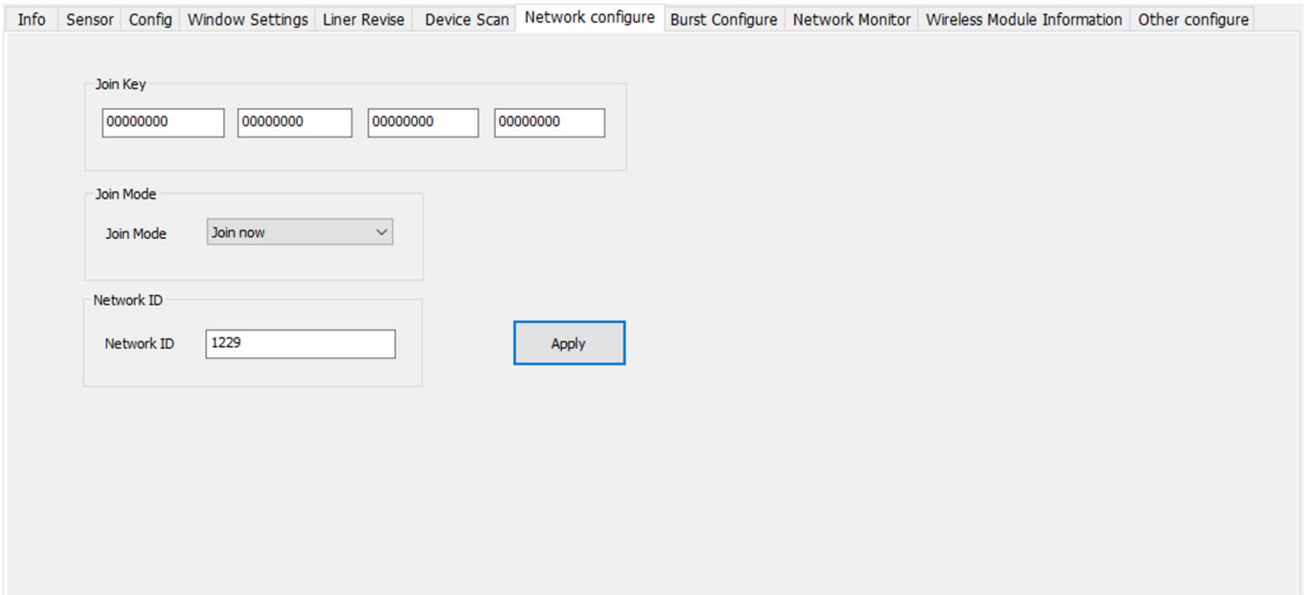 Info Sensor Config Window Settings Liner Revise Device Scan Network configure Burst Configure Network Monitor Wireless Module Information Other configure
Join Key
00000000 00000000 00000000 00000000
Join Mode
Join Mode Join now
Network ID
Network ID 1229 Apply